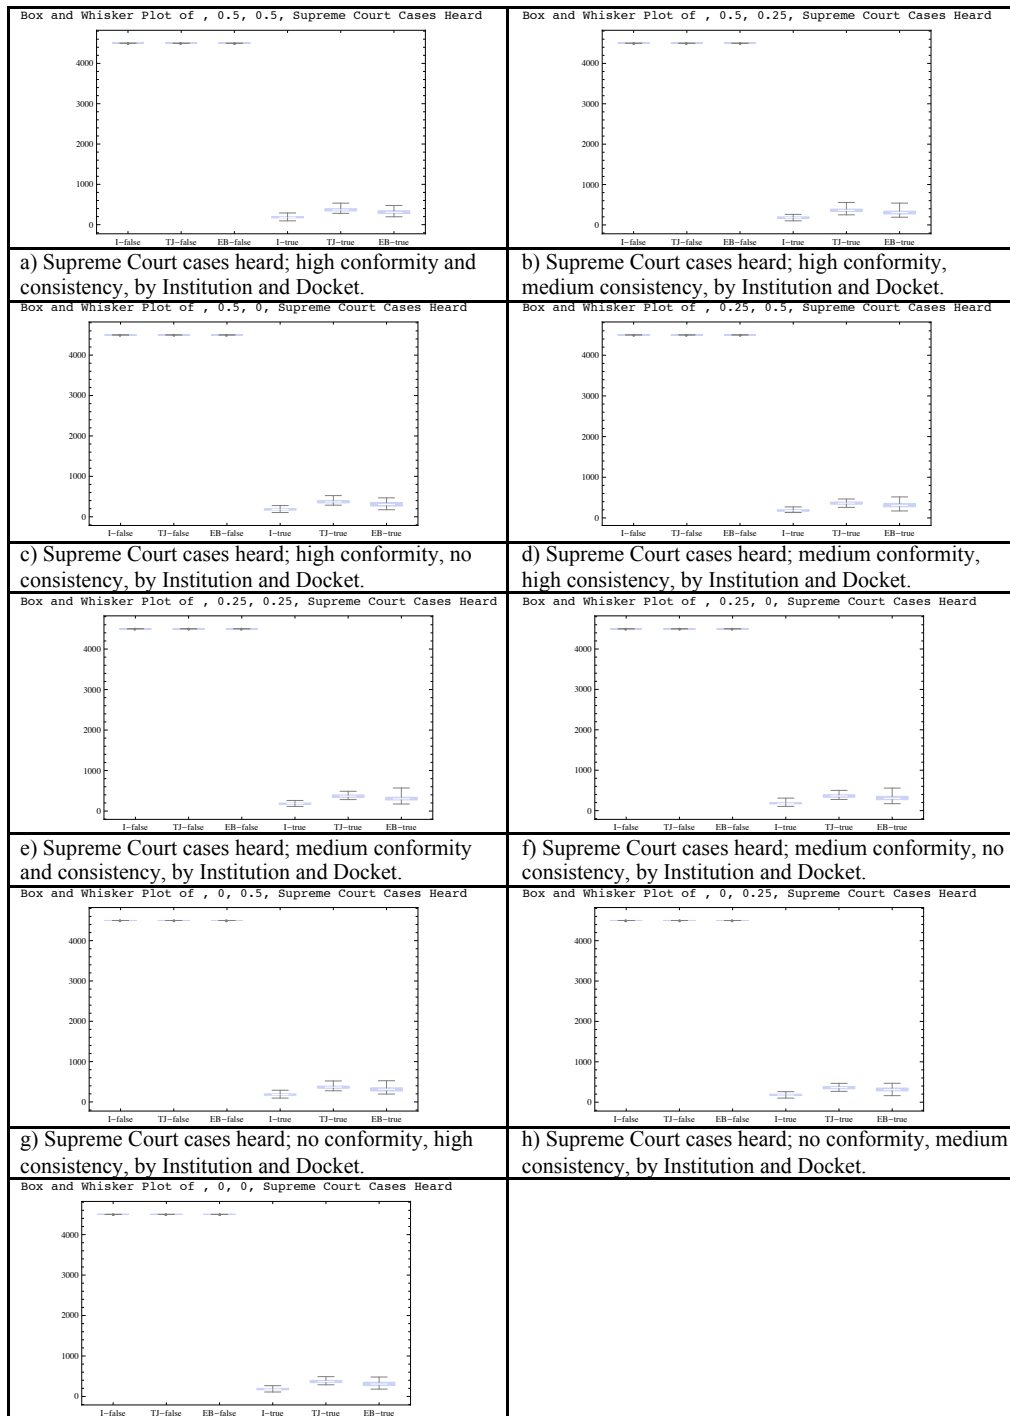 Box and Whisker Plot of , 0.5, 0.5, Supreme Court Cases Heard
4000
3000
2000
1000
0
I-false TJ-false EB-false I-true TJ-true EB-true
a) Supreme Court cases heard; high conformity and
consistency, by Institution and Docket.
Box and Whisker Plot of , 0.5, 0.25, Supreme Court Cases Heard
4000
3000
2000
1000
0
I-false TJ-false EB-false I-true TJ-true EB-true
b) Supreme Court cases heard; high conformity,
medium consistency, by Institution and Docket.
Box and Whisker Plot of , 0.5, 0, Supreme Court Cases Heard
4000
3000
2000
1000
0
I-false TJ-false EB-false I-true TJ-true EB-true
c) Supreme Court cases heard; high conformity, no
consistency, by Institution and Docket.
Box and Whisker Plot of , 0.25, 0.5, Supreme Court Cases Heard
4000
3000
2000
1000
0
I-false TJ-false EB-false I-true TJ-true EB-true
d) Supreme Court cases heard; medium conformity,
high consistency, by Institution and Docket.
Box and Whisker Plot of , 0.25, 0.25, Supreme Court Cases Heard
4000
3000
2000
1000
0
I-false TJ-false EB-false I-true TJ-true EB-true
e) Supreme Court cases heard; medium conformity
and consistency, by Institution and Docket.
Box and Whisker Plot of , 0.25, 0, Supreme Court Cases Heard
4000
3000
2000
1000
0
I-false TJ-false EB-false I-true TJ-true EB-true
f) Supreme Court cases heard; medium conformity, no
consistency, by Institution and Docket.
Box and Whisker Plot of , 0, 0.5, Supreme Court Cases Heard
4000
3000
2000
1000
0
I-false TJ-false EB-false I-true TJ-true EB-true
g) Supreme Court cases heard; no conformity, high
consistency, by Institution and Docket.
Box and Whisker Plot of , 0, 0.25, Supreme Court Cases Heard
4000
3000
2000
1000
0
I-false TJ-false EB-false I-true TJ-true EB-true
h) Supreme Court cases heard; no conformity, medium
consistency, by Institution and Docket.
Box and Whisker Plot of , 0, 0, Supreme Court Cases Heard
4000
3000
2000
1000
0
I-false TJ-false EB-false I-true TJ-true EB-true